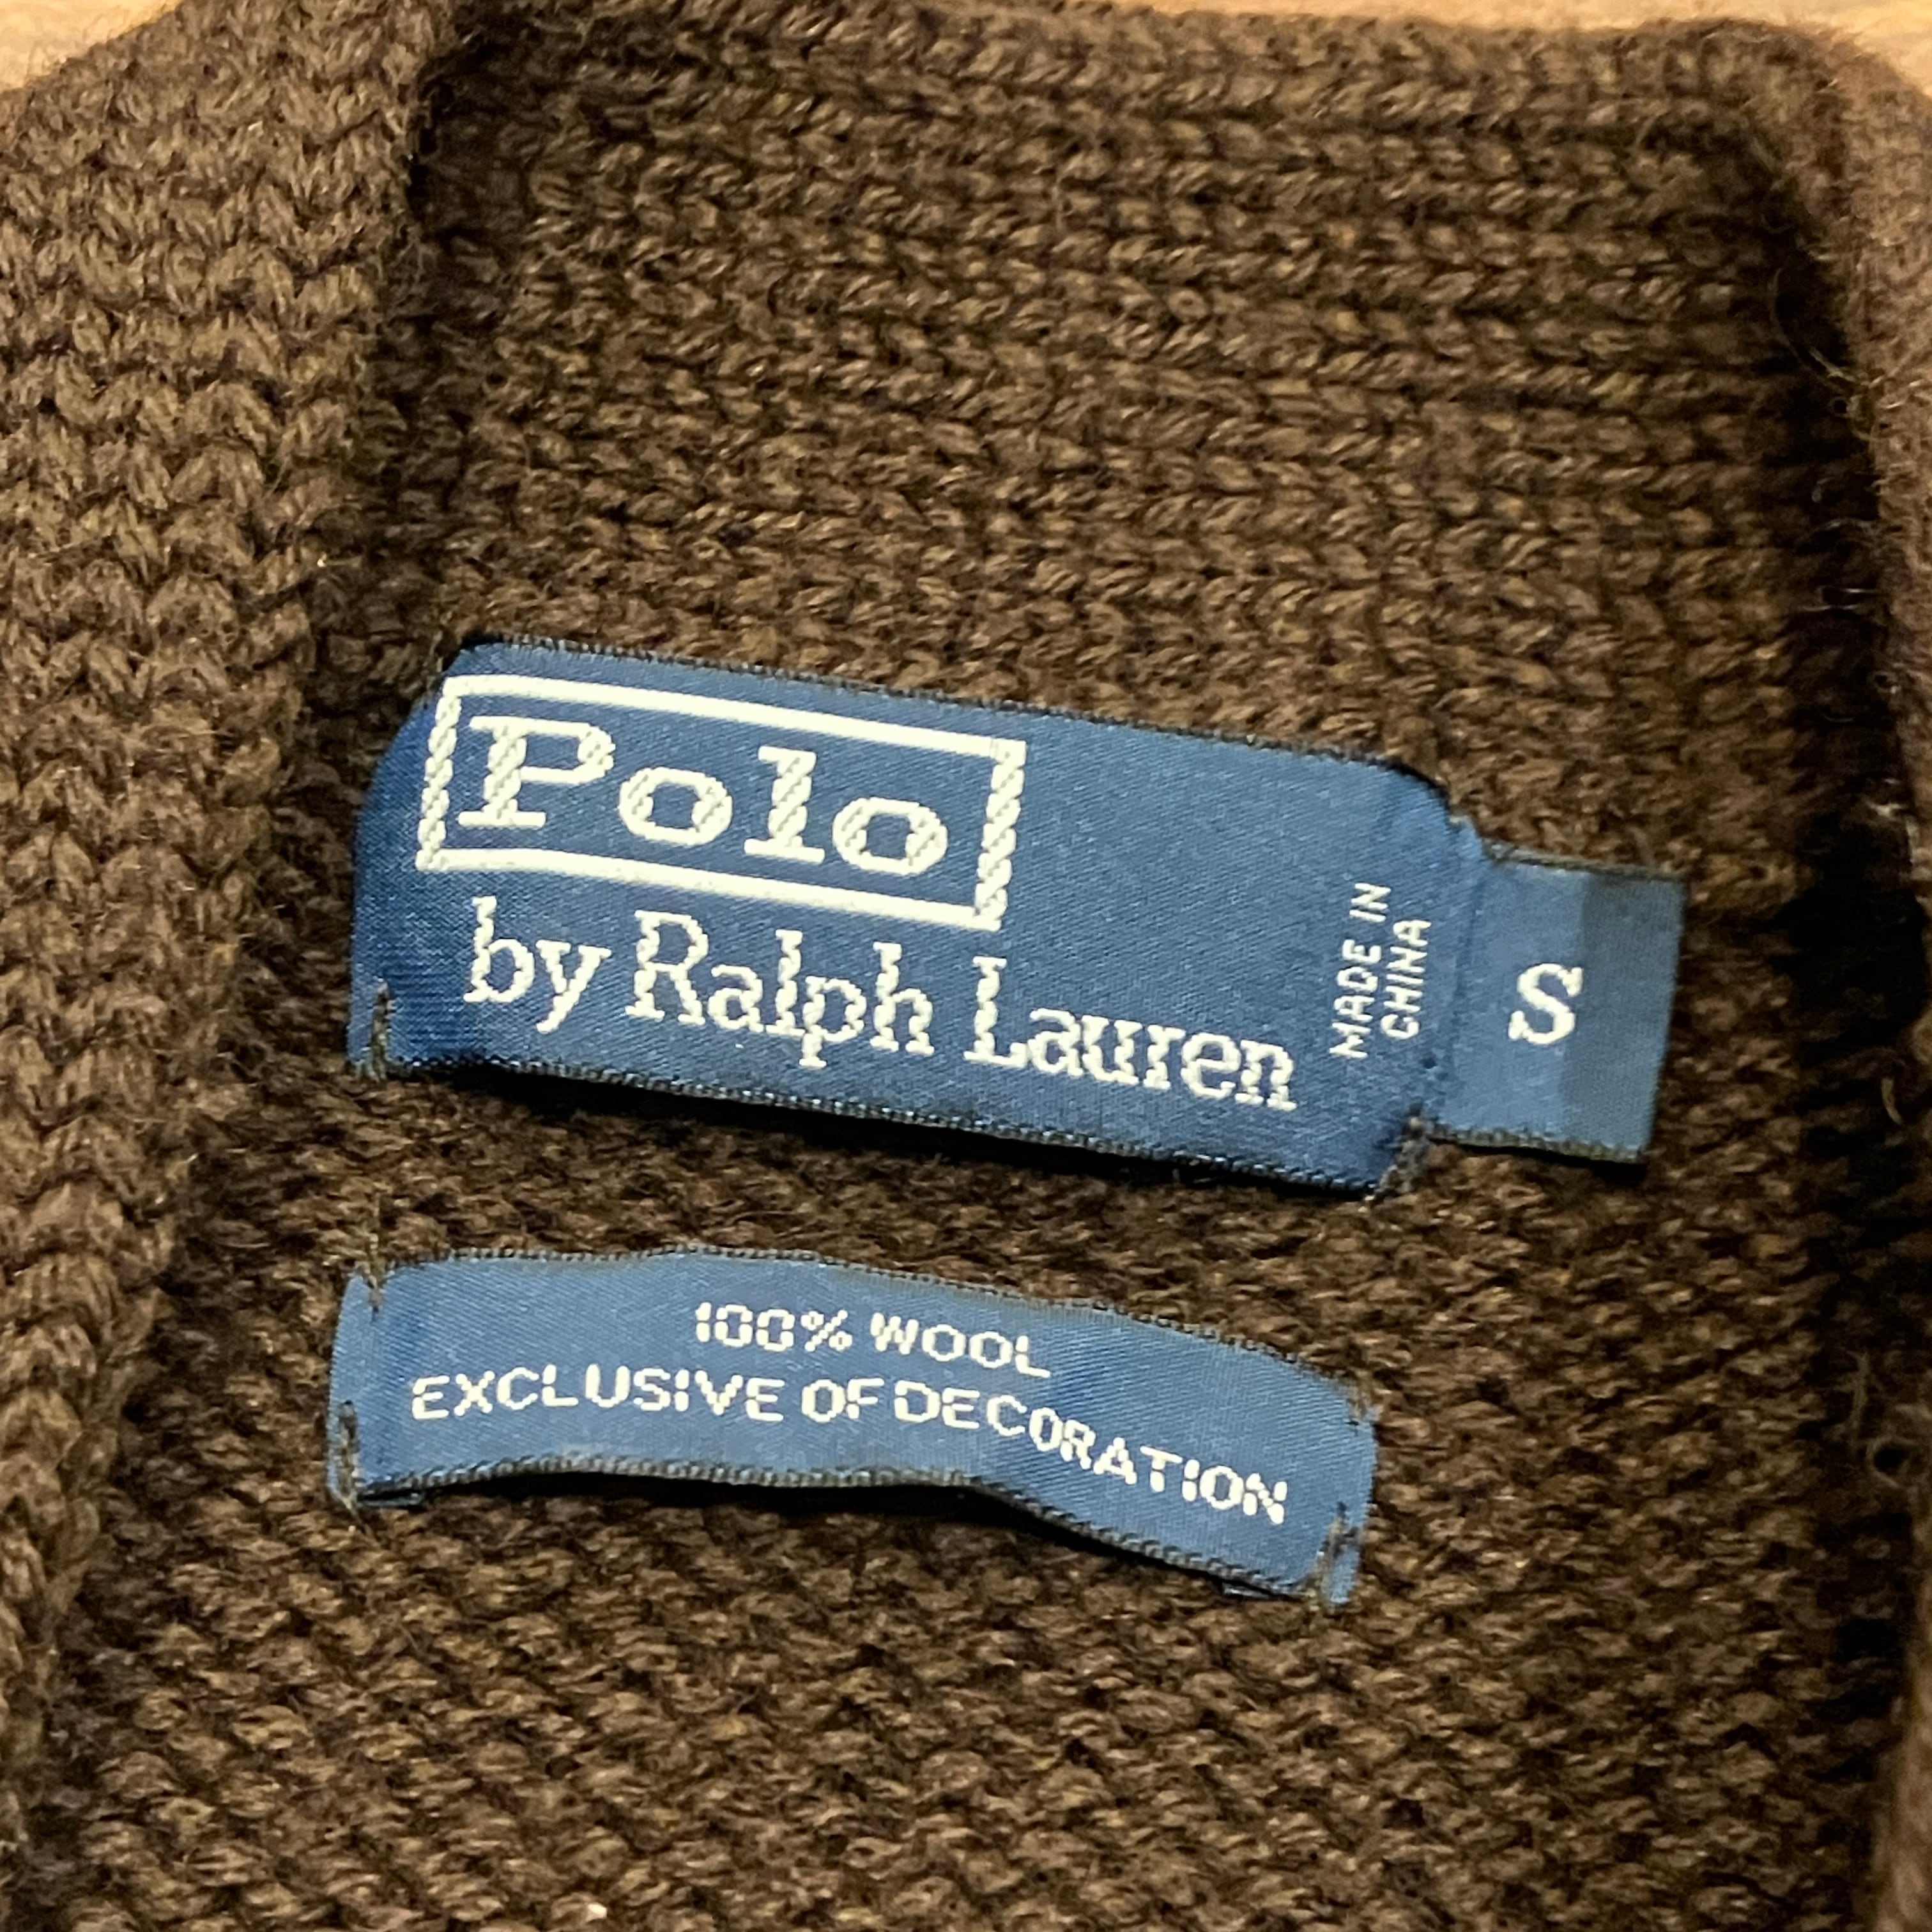 Polo
by Ralph Lauren
MADE IN
CHINA
S
100% WOOL
EXCLUSIVE OF DECORATION